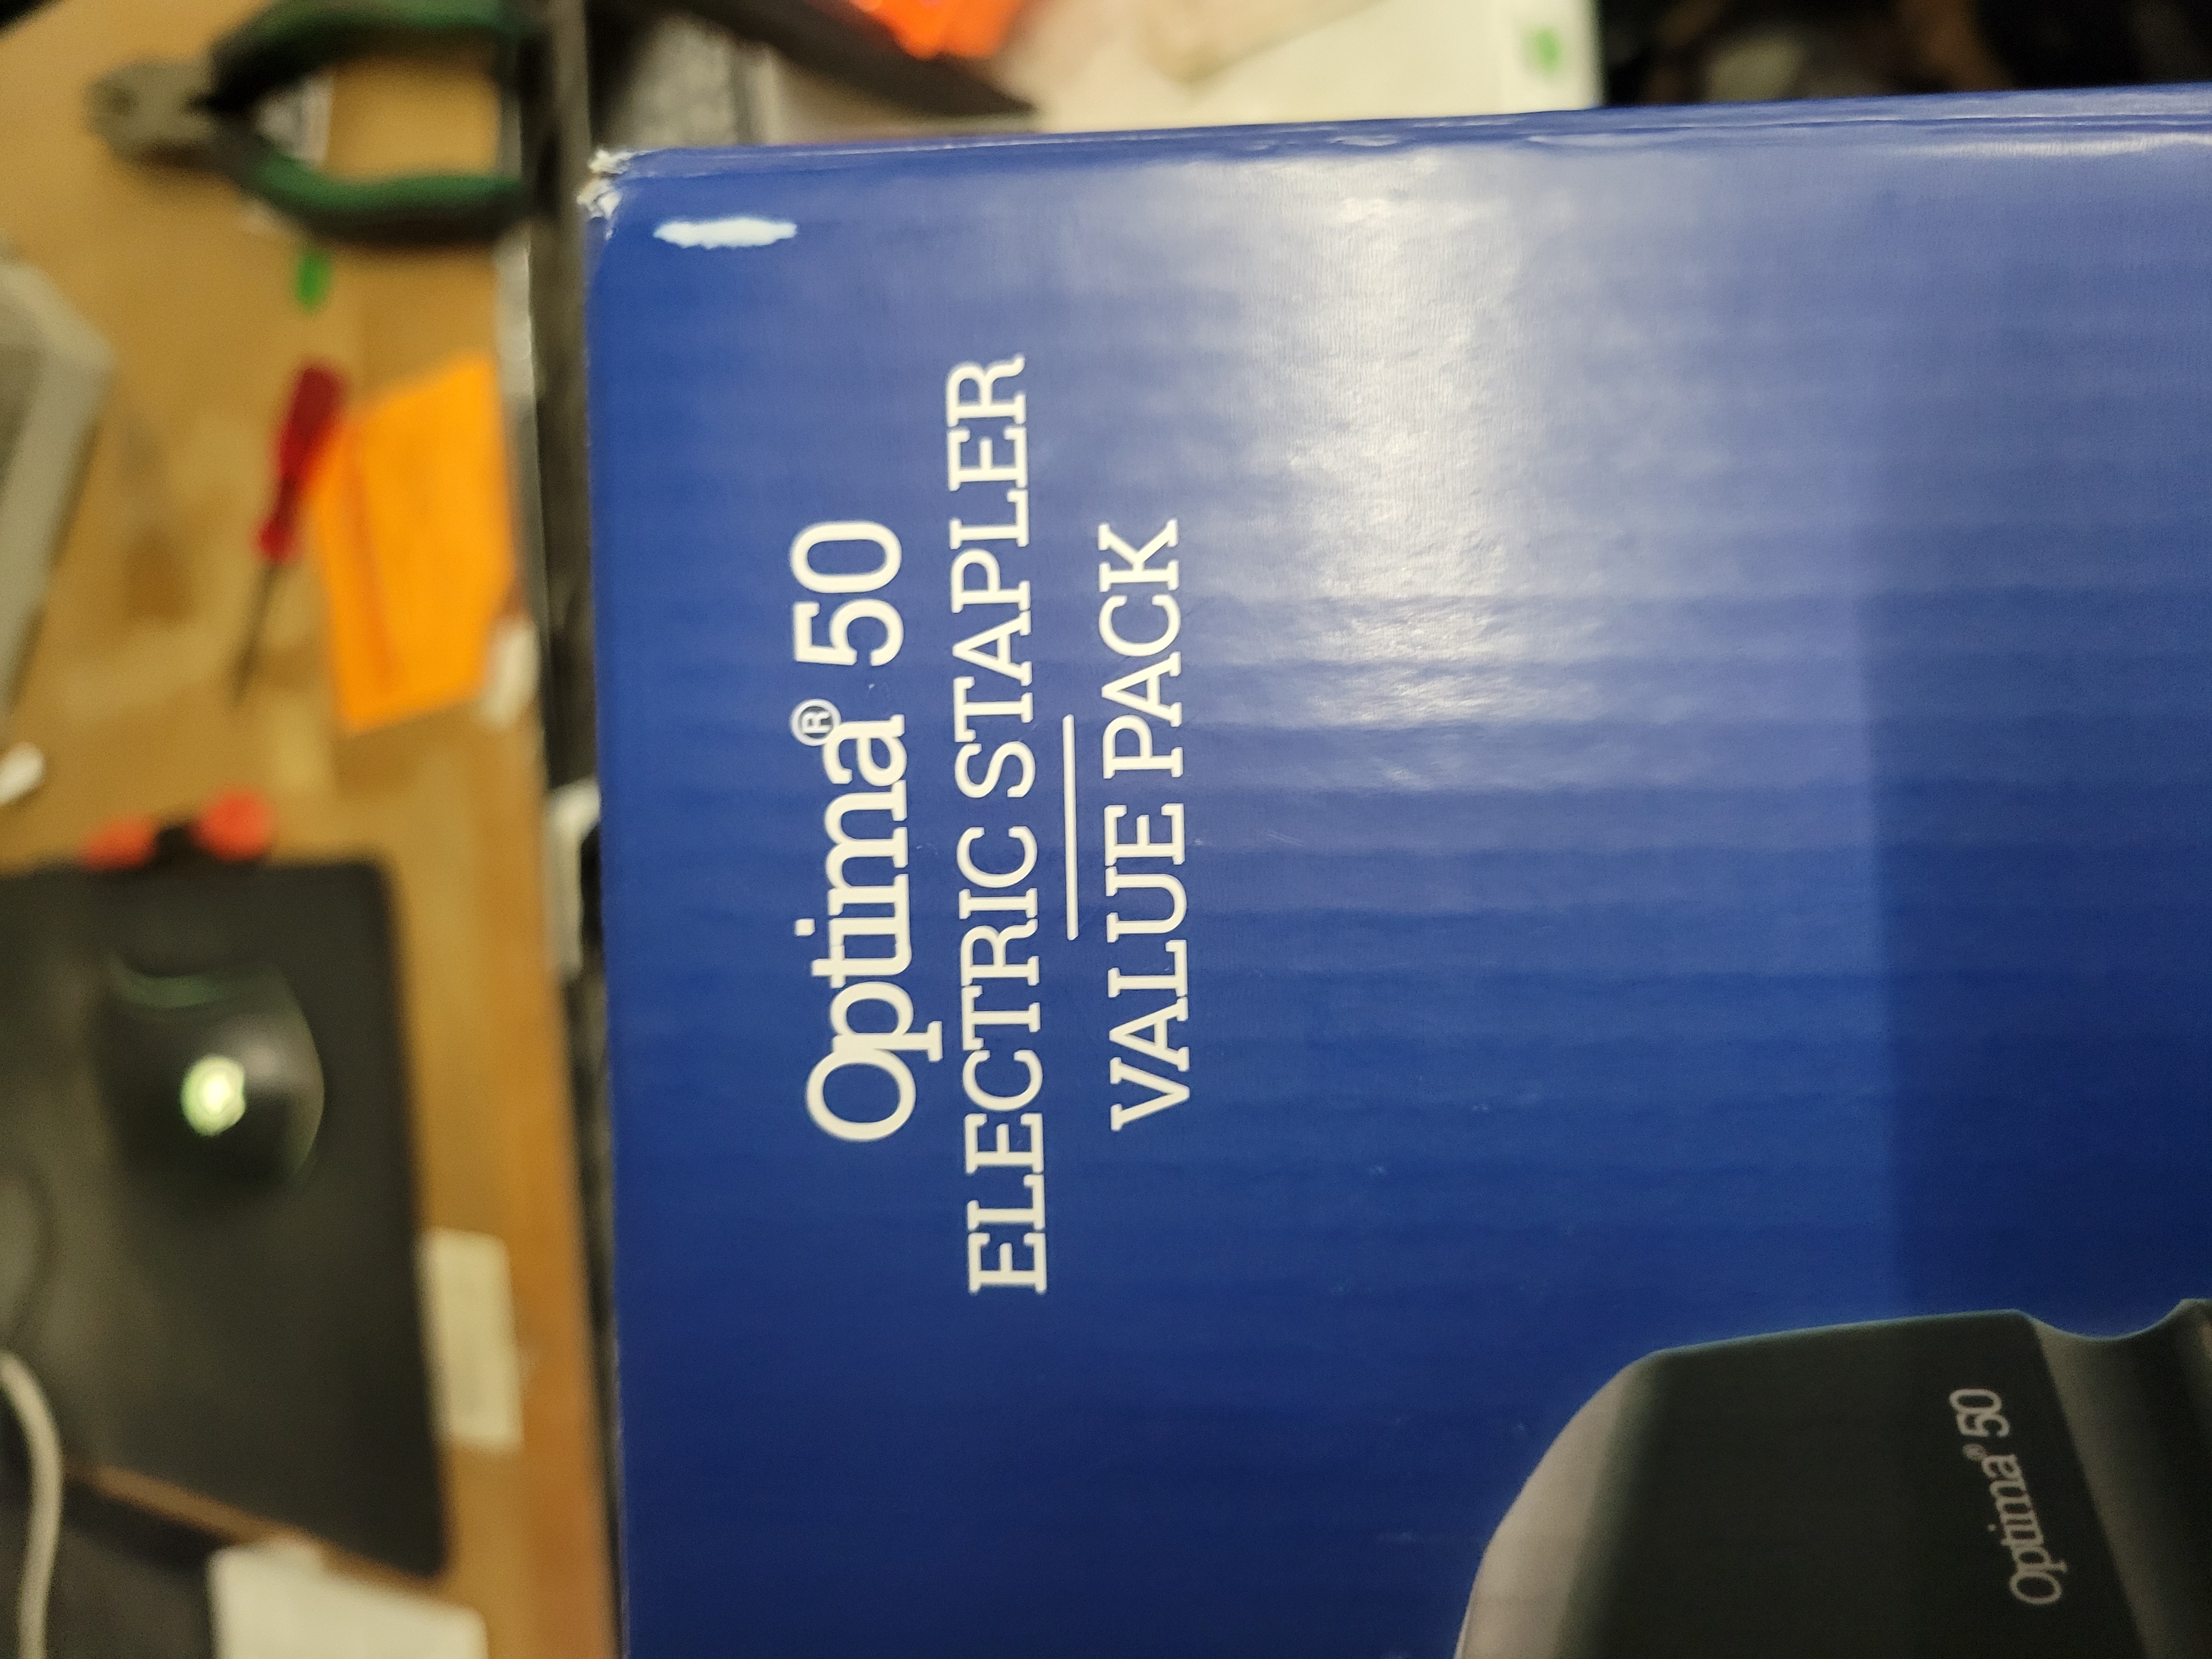 Optima® 50
ELECTRIC STAPLER
VALUE PACK
Optima® 50